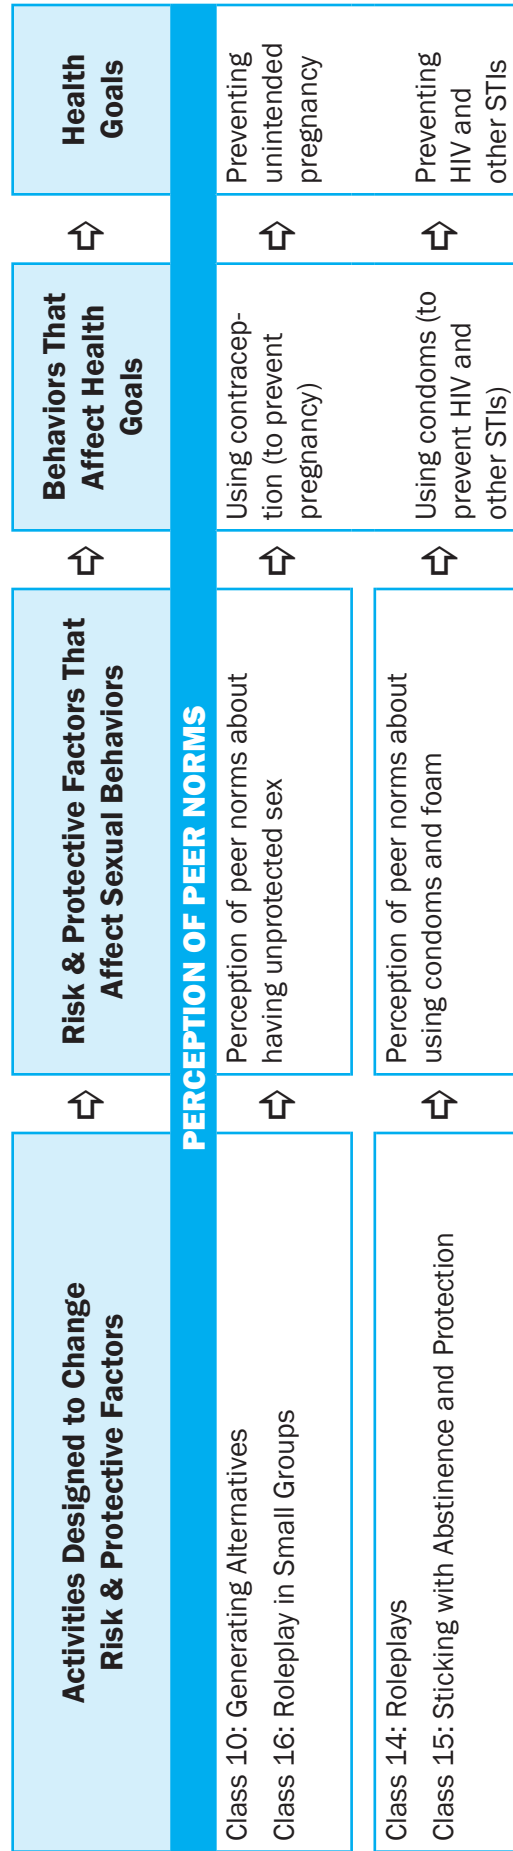 Activities Designed to Change
Risk & Protective Factors
Risk & Protective Factors That
Affect Sexual Behaviors
Behaviors That
Affect Health
Goals
Health
Goals
PERCEPTION OF PEER NORMS
Class 10: Generating Alternatives
Class 16: Roleplay in Small Groups
Perception of peer norms about
having unprotected sex
Using contracep-
tion (to prevent
pregnancy)
Preventing
unintended
pregnancy
Class 14: Roleplays
Class 15: Sticking with Abstinence and Protection
Perception of peer norms about
using condoms and foam
Using condoms (to
prevent HIV and
other STIs)
Preventing
HIV and
other STIs